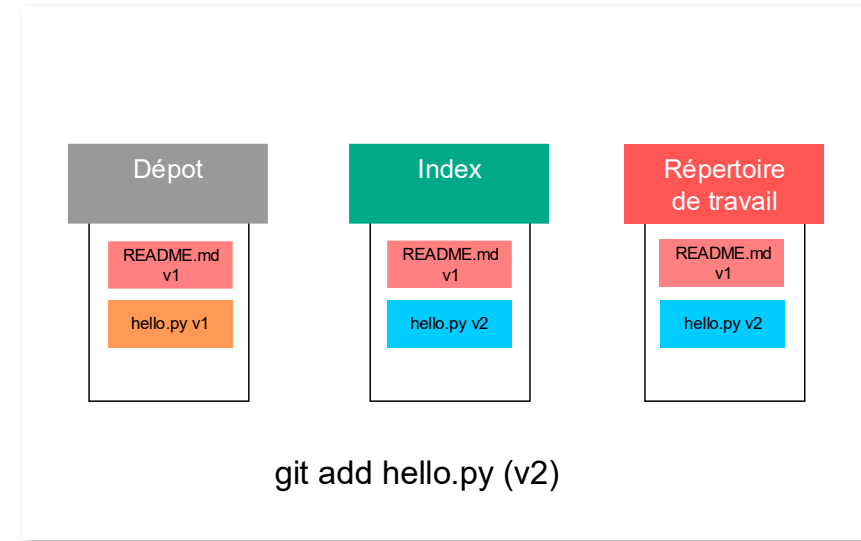 Dépot
Index
Répertoire
de travail
README.md
v1
hello.py v1
README.md
v1
hello.py v2
README.md
v1
hello.py v2
git add hello.py (v2)